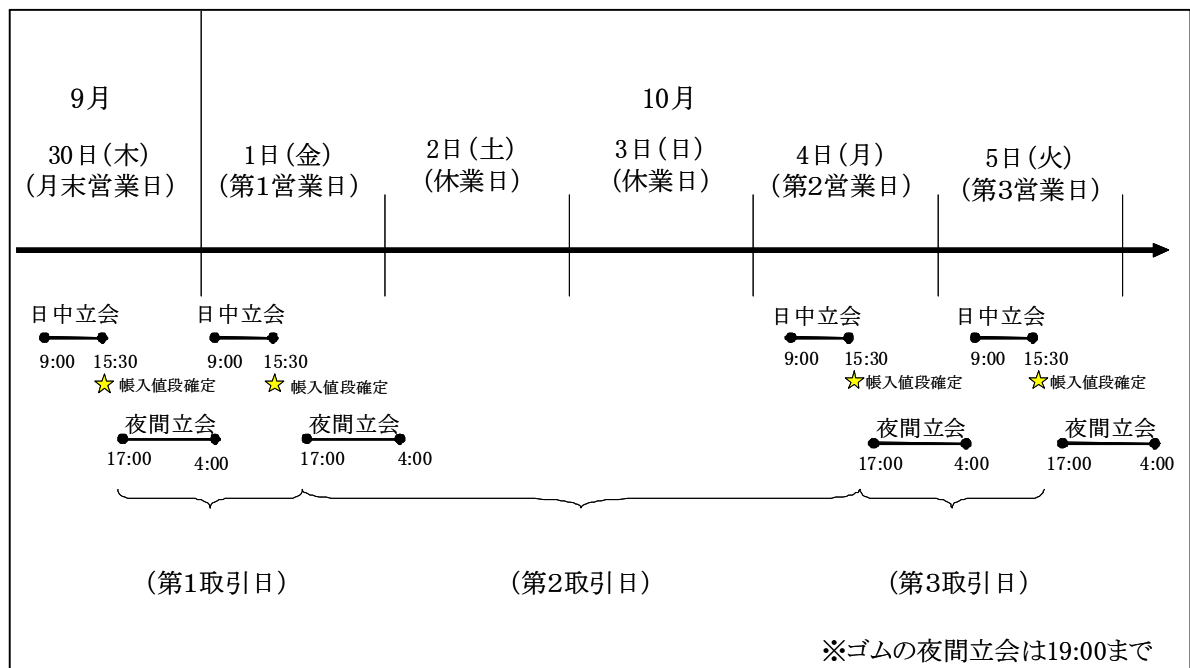 9月
10月
30日(木)
(月末営業日)
1日(金)
(第1営業日)
2日(土)
(休業日)
3日(日)
(休業日)
4日(月)
(第2営業日)
5日(火)
(第3営業日)
日中立会
9:00 15:30
帳入値段確定
日中立会
9:00 15:30
帳入値段確定
日中立会
9:00 15:30
帳入値段確定
日中立会
9:00 15:30
帳入値段確定
夜間立会
17:00 4:00
夜間立会
17:00 4:00
夜間立会
17:00 4:00
夜間立会
17:00 4:00
(第1取引日)
(第2取引日)
(第3取引日)
※ゴムの夜間立会は19:00まで